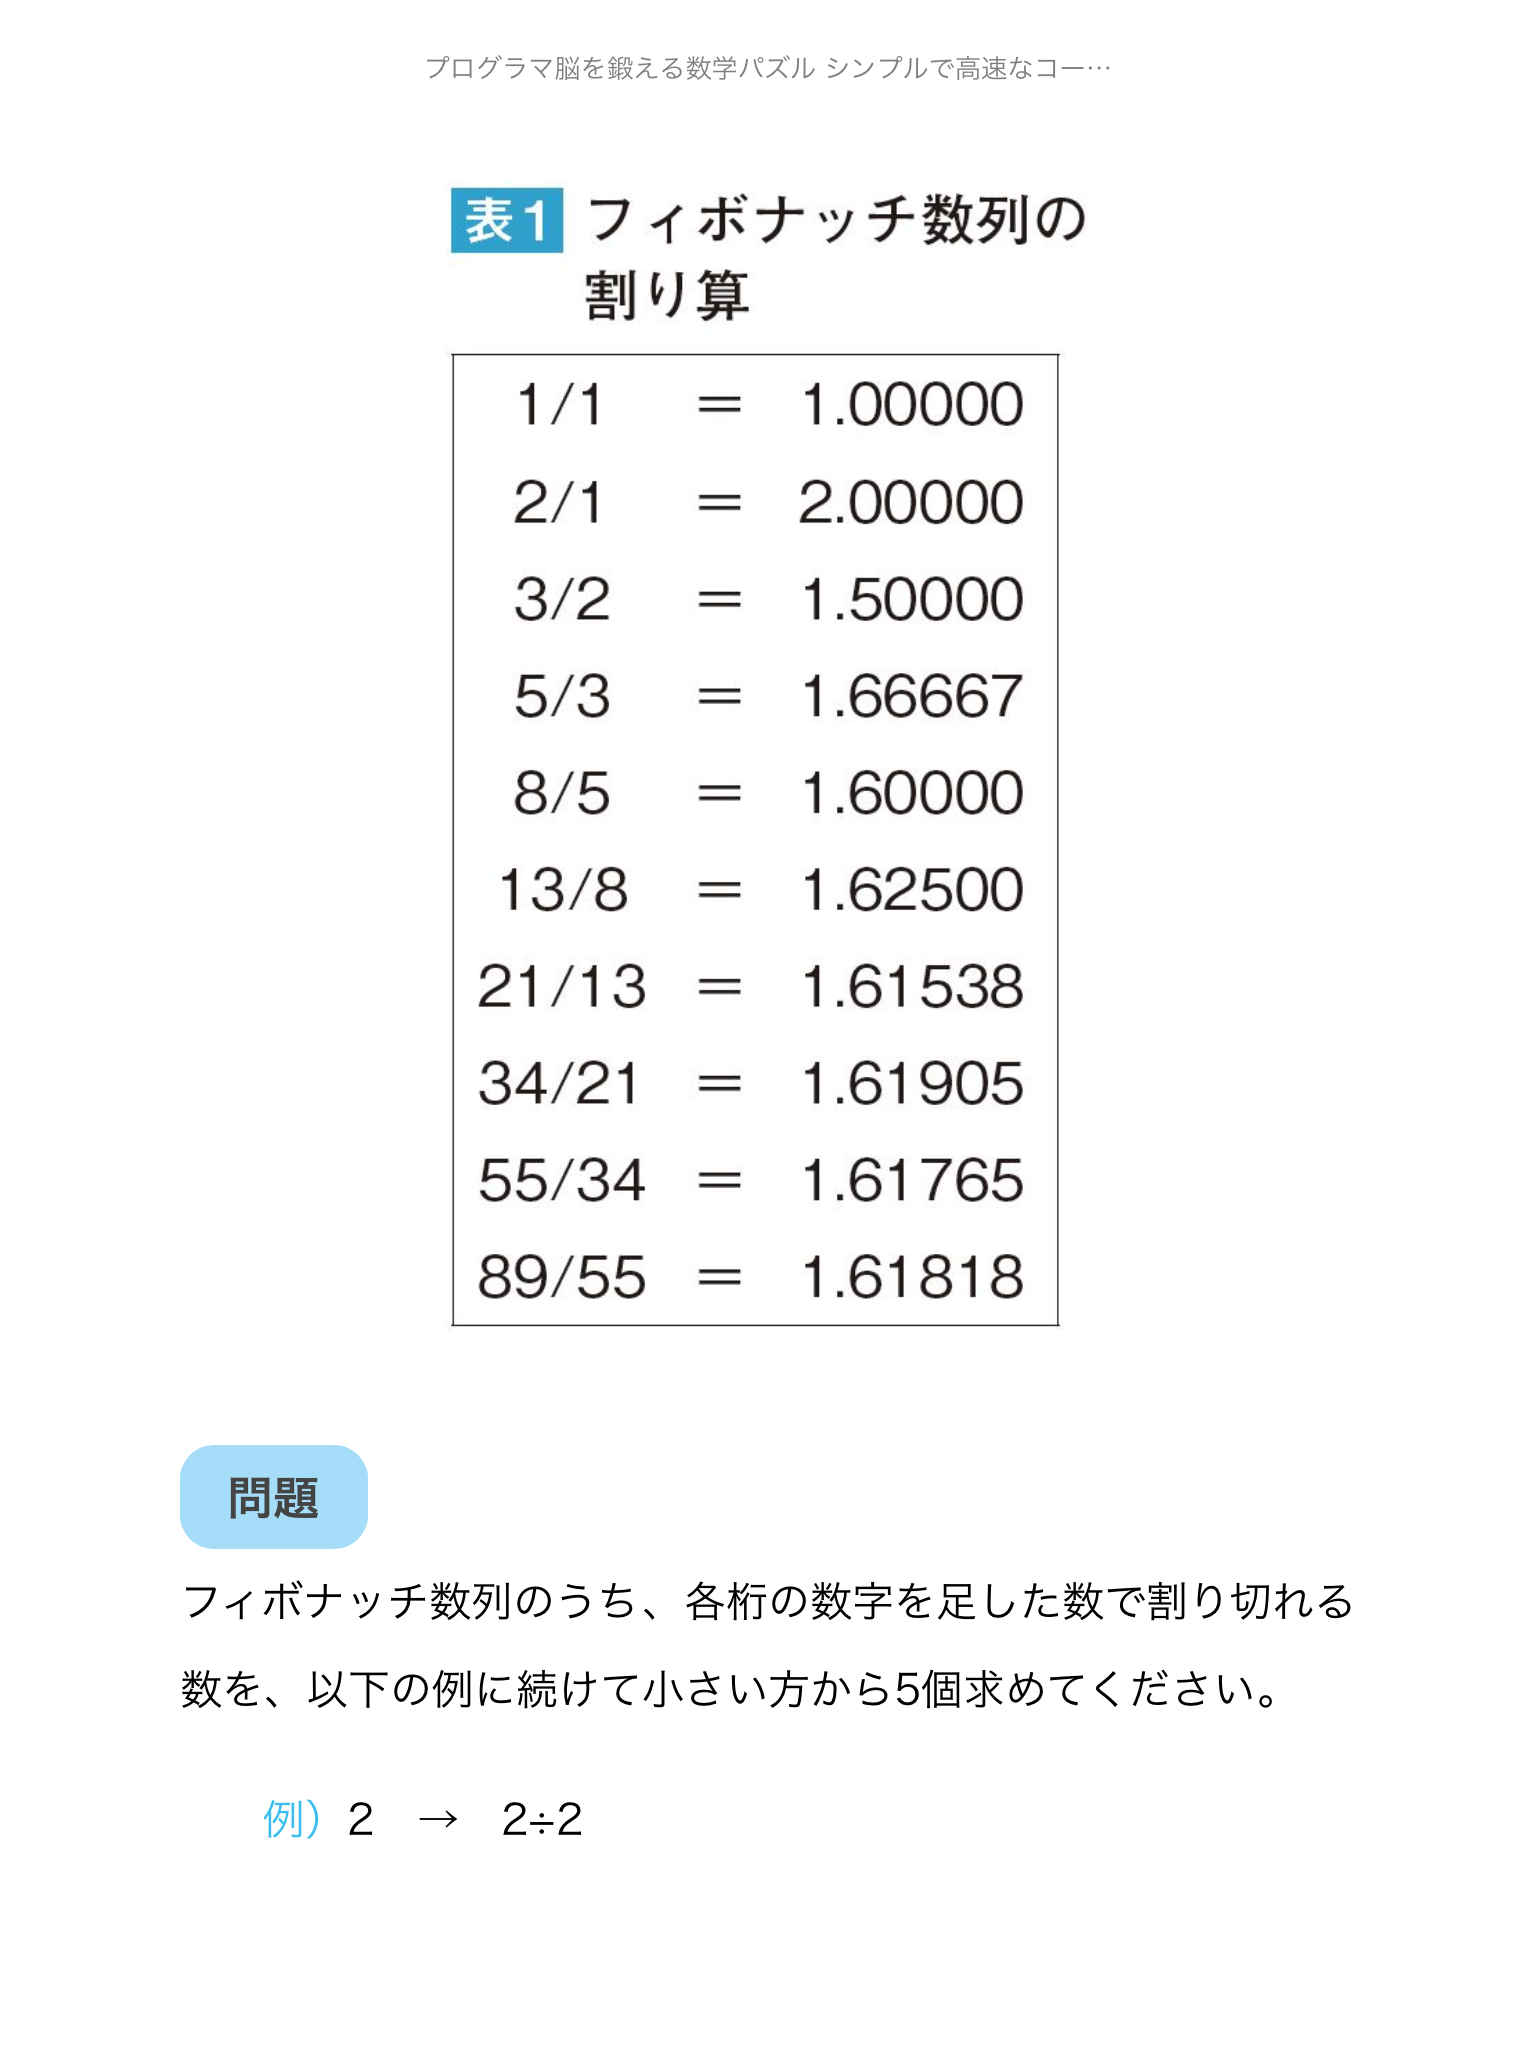 プログラマ脳を鍛える数学パズル シンプルで高速なコー…
表1 フィボナッチ数列の
割り算
1/1 = 1.00000
2/1 = 2.00000
3/2 = 1.50000
5/3 = 1.66667
8/5 = 1.60000
13/8 = 1.62500
21/13 = 1.61538
34/21 = 1.61905
55/34 = 1.61765
89/55 = 1.61818
問題
フィボナッチ数列のうち、各桁の数字を足した数で割り切れる
数を、以下の例に続けて小さい方から5個求めてください。
例）2 → 2÷2